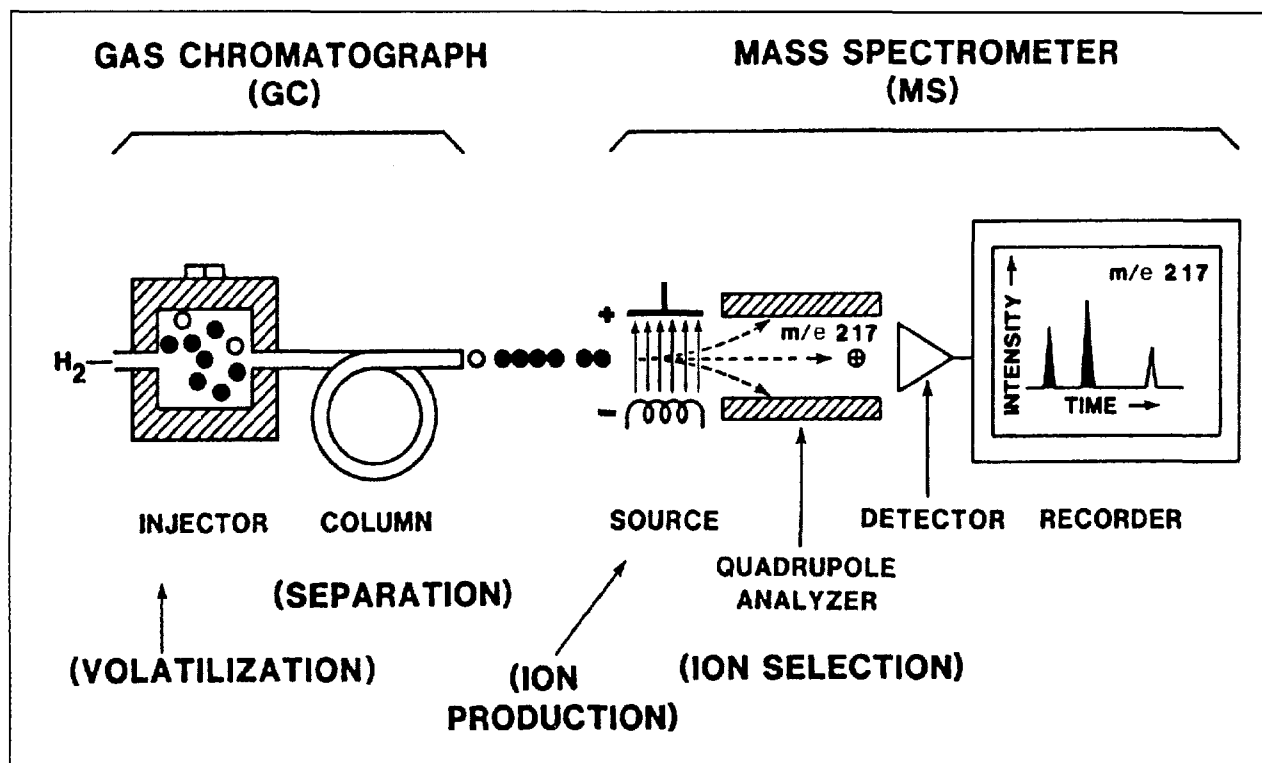 GAS CHROMATOGRAPH
(GC)
MASS SPECTROMETER
(MS)
H2
+
−
m/e 217
⊕
INTENSITY →
m/e 217
TIME →
INJECTOR
COLUMN
SOURCE
DETECTOR
RECORDER
QUADRUPOLE
ANALYZER
(SEPARATION)
(VOLATILIZATION)
(ION
PRODUCTION)
(ION SELECTION)